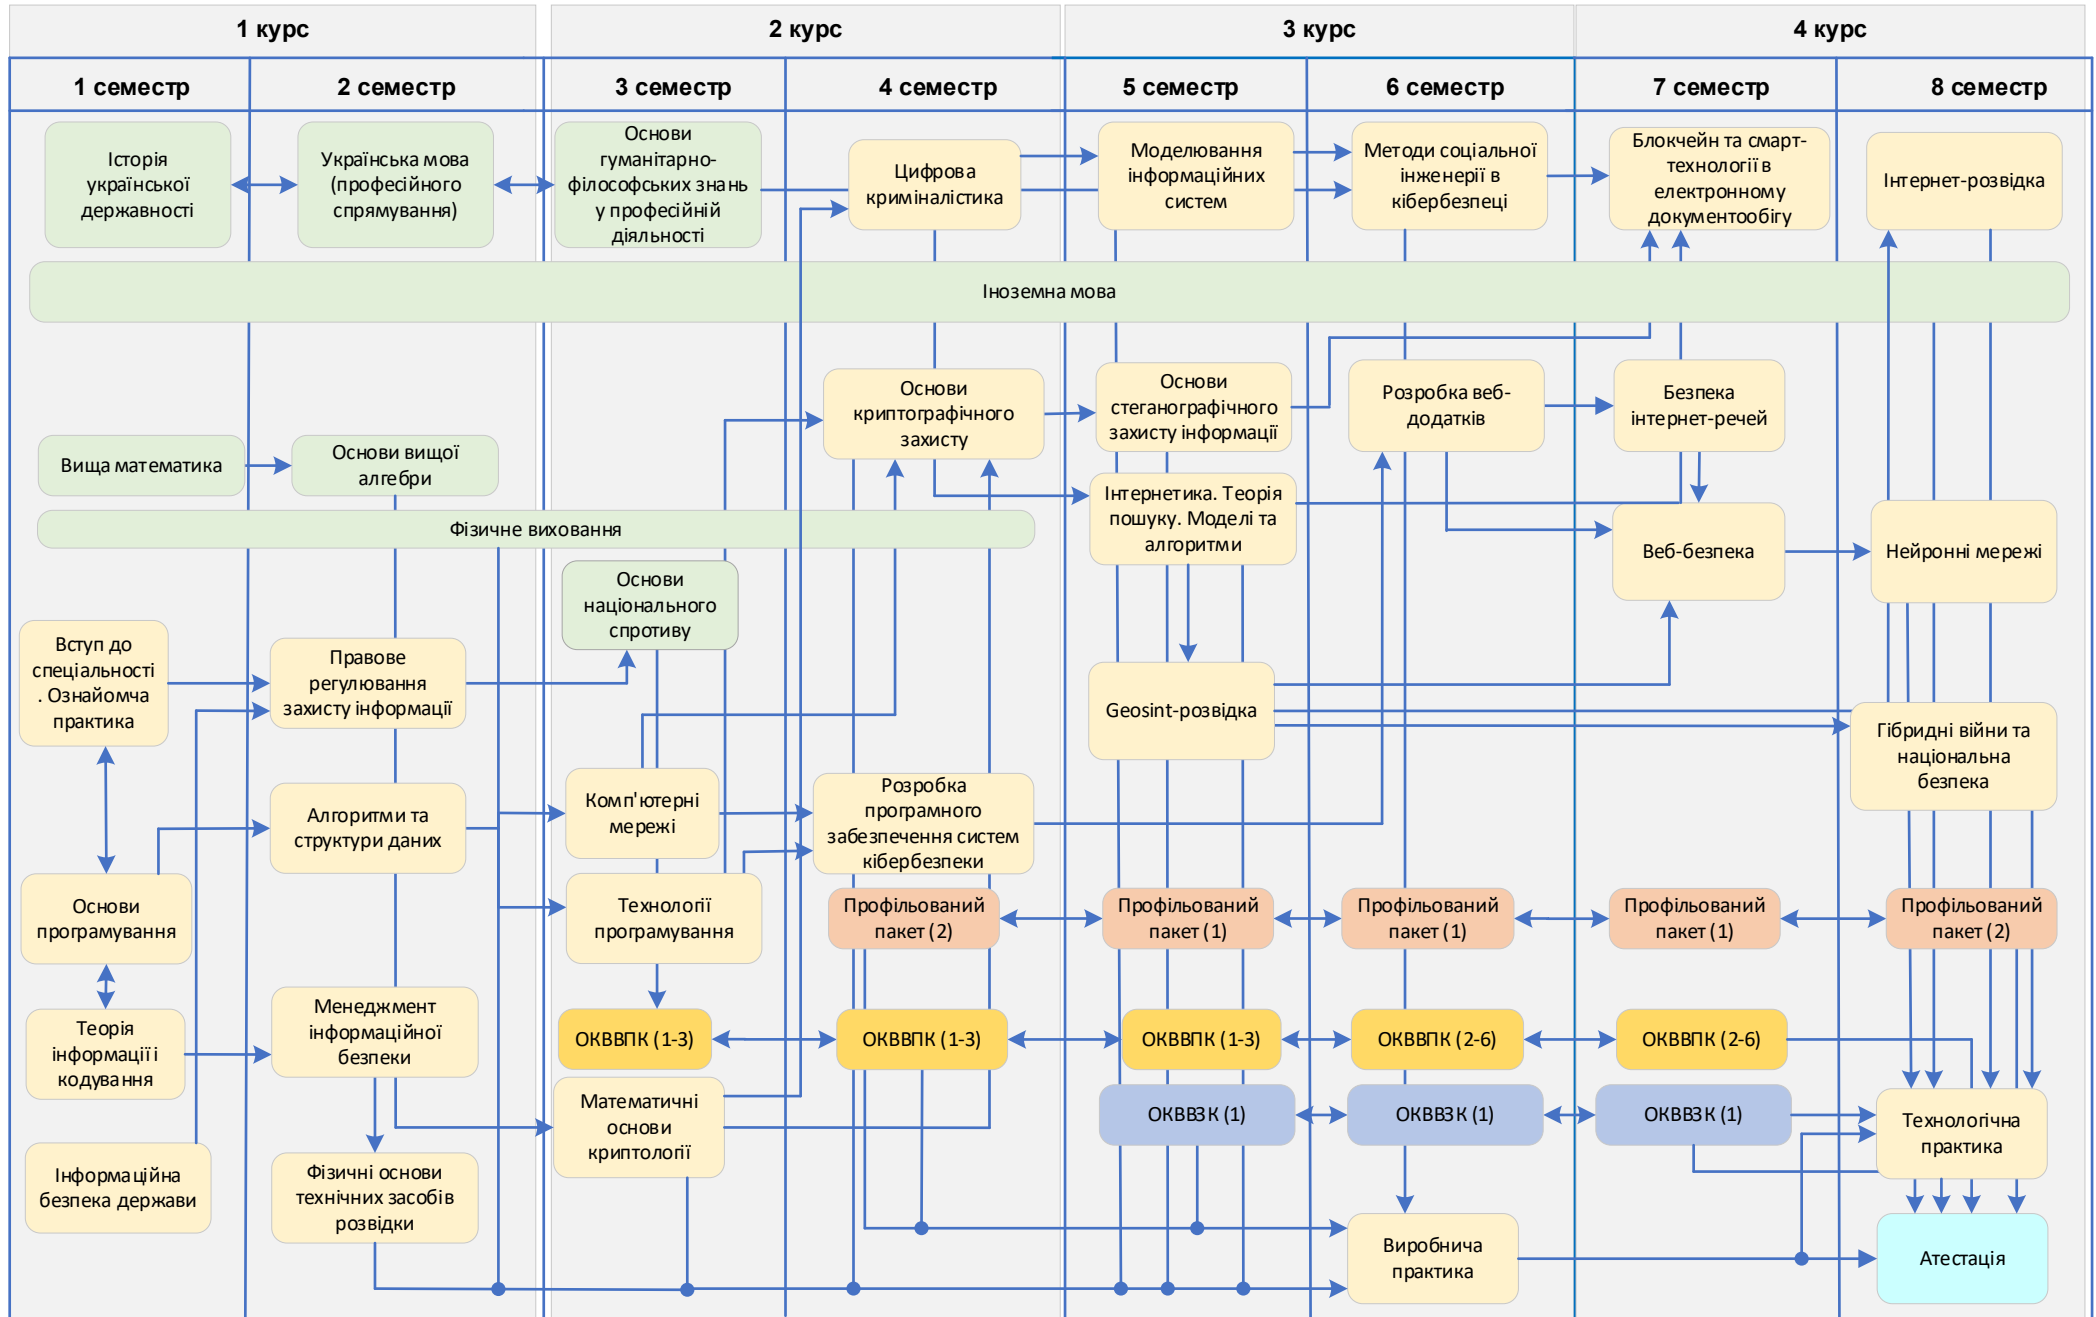 1 курс
2 курс
3 курс
4 курс
1 семестр
2 семестр
3 семестр
4 семестр
5 семестр
6 семестр
7 семестр
8 семестр
Історія
української
державності
Українська мова
(професійного
спрямування)
Основи
гуманітарно-
філософських знань
у професійній
діяльності
Цифрова
криміналістика
Моделювання
інформаційних
систем
Методи соціальної
інженерії в
кібербезпеці
Блокчейн та смарт-
технології в
електронному
документообігу
Інтернет-розвідка
Іноземна мова
Основи
криптографічного
захисту
Основи
стеганографічного
захисту інформації
Розробка веб-
додатків
Безпека
інтернет-речей
Вища математика
Основи вищої
алгебри
Інтернетика. Теорія
пошуку. Моделі та
алгоритми
Веб-безпека
Нейронні мережі
Фізичне виховання
Основи
національного
спротиву
Вступ до
спеціальності
. Ознайомча
практика
Правове
регулювання
захисту інформації
Geosint-розвідка
Гібридні війни та
національна
безпека
Алгоритми та
структури даних
Комп'ютерні
мережі
Розробка
програмного
забезпечення систем
кібербезпеки
Основи
програмування
Технології
програмування
Профільований
пакет (2)
Профільований
пакет (1)
Профільований
пакет (1)
Профільований
пакет (1)
Профільований
пакет (2)
Теорія
інформації і
кодування
Менеджмент
інформаційної
безпеки
ОКВВПК (1-3)
ОКВВПК (1-3)
ОКВВПК (1-3)
ОКВВПК (2-6)
ОКВВПК (2-6)
Математичні
основи
криптології
ОКВВЗК (1)
ОКВВЗК (1)
ОКВВЗК (1)
Технологічна
практика
Інформаційна
безпека держави
Фізичні основи
технічних засобів
розвідки
Виробнича
практика
Атестація